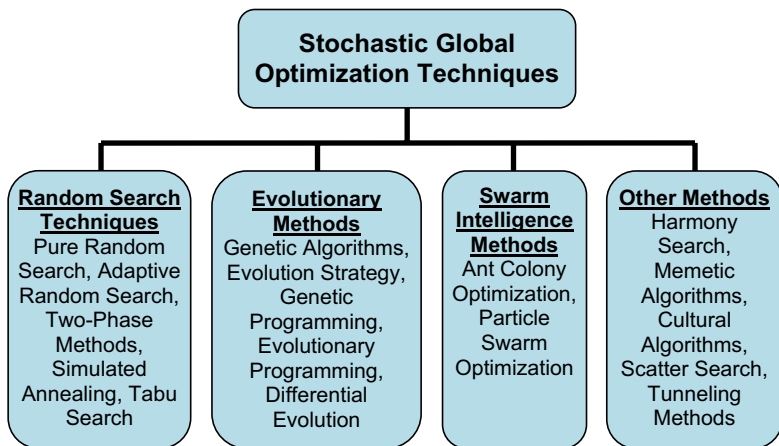 Stochastic Global
Optimization Techniques
Random Search
Techniques
Pure Random
Search, Adaptive
Random Search,
Two-Phase
Methods,
Simulated
Annealing, Tabu
Search
Evolutionary
Methods
Genetic Algorithms,
Evolution Strategy,
Genetic
Programming,
Evolutionary
Programming,
Differential
Evolution
Swarm
Intelligence
Methods
Ant Colony
Optimization,
Particle
Swarm
Optimization
Other Methods
Harmony
Search,
Memetic
Algorithms,
Cultural
Algorithms,
Scatter Search,
Tunneling
Methods